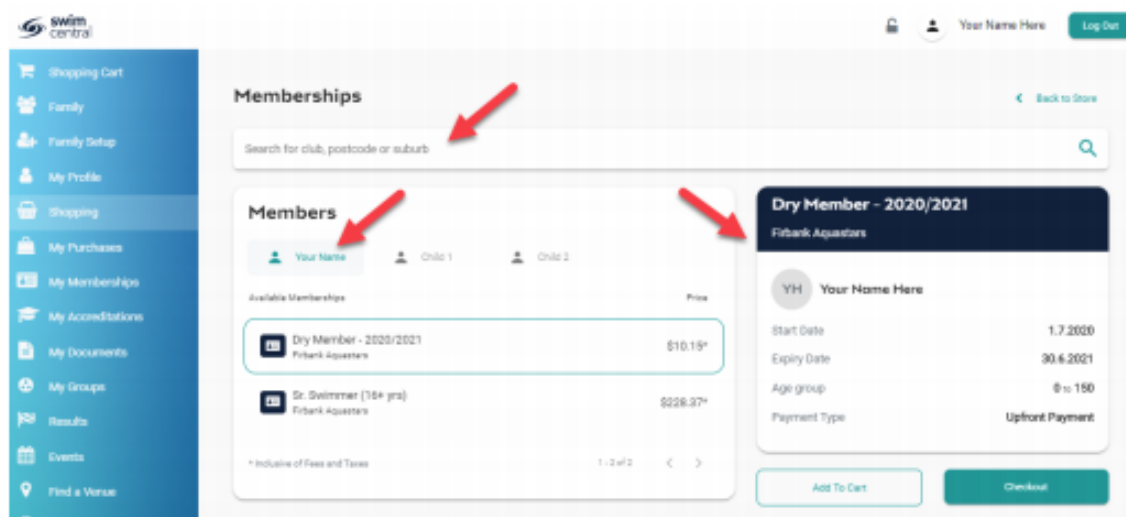 swim
central
Your Name Here
Log Out
Shopping Cart
Family
Family Setup
My Profile
Shopping
My Purchases
My Memberships
My Accreditations
My Documents
My Groups
Results
Events
Find a Venue
Memberships
Back to Store
Search for club, postcode or suburb
Members
Your Name
Child 1
Child 2
Available Memberships
Price
Dry Member - 2020/2021
Firbank Aquastars
$10.15*
Sr. Swimmer (16+ yrs)
Firbank Aquastars
$228.37*
* Inclusive of Fees and Taxes
1 - 2 of 2
Dry Member - 2020/2021
Firbank Aquastars
YH
Your Name Here
Start Date
1.7.2020
Expiry Date
30.6.2021
Age group
0 to 150
Payment Type
Upfront Payment
Add To Cart
Checkout